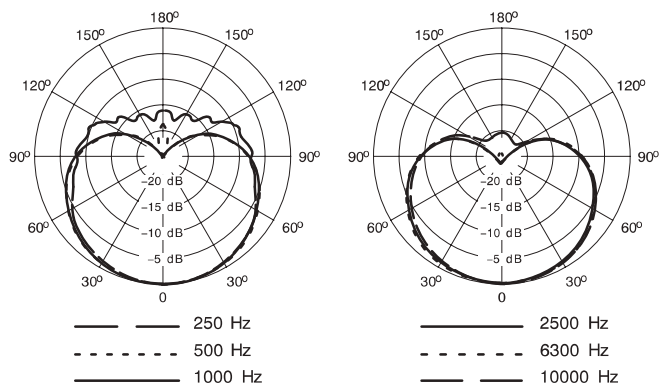 180°
150° 150°
120° 120°
90° 90°
–20 dB
–15 dB
60° 60°
–10 dB
–5 dB
30° 30°
0
250 Hz
500 Hz
1000 Hz
180°
150° 150°
120° 120°
90° 90°
–20 dB
–15 dB
60° 60°
–10 dB
–5 dB
30° 30°
0
2500 Hz
6300 Hz
10000 Hz